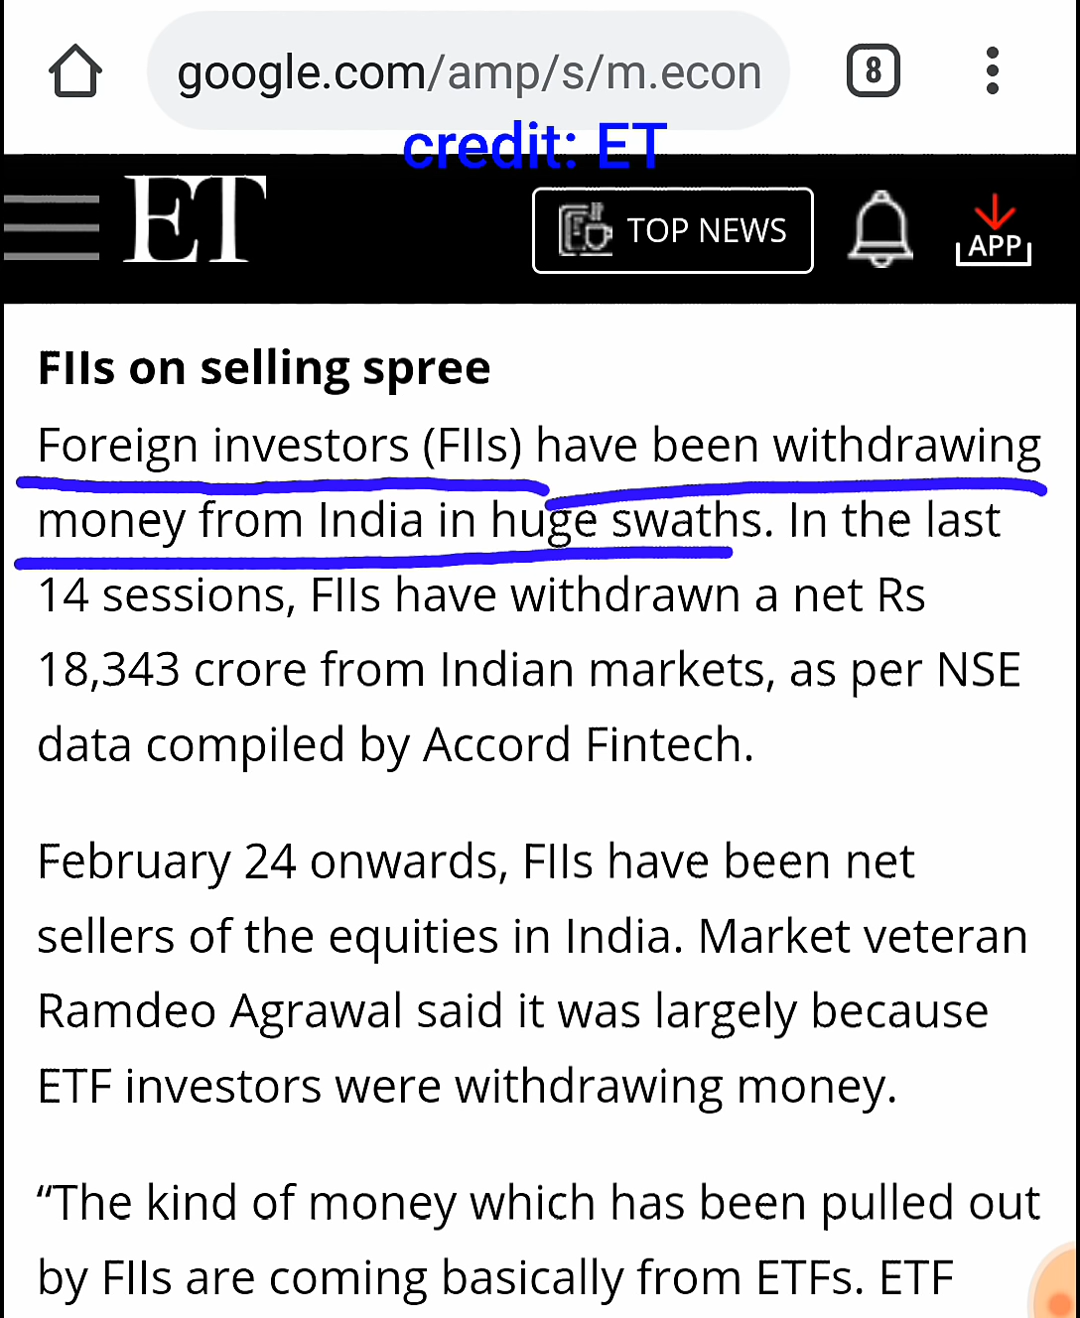 google.com/amp/s/m.econ
8
credit: ET
ET
TOP NEWS
APP
FIIs on selling spree
Foreign investors (FIIs) have been withdrawing
money from India in huge swaths. In the last
14 sessions, FIIs have withdrawn a net Rs
18,343 crore from Indian markets, as per NSE
data compiled by Accord Fintech.
February 24 onwards, FIIs have been net
sellers of the equities in India. Market veteran
Ramdeo Agrawal said it was largely because
ETF investors were withdrawing money.
“The kind of money which has been pulled out
by FIIs are coming basically from ETFs. ETF